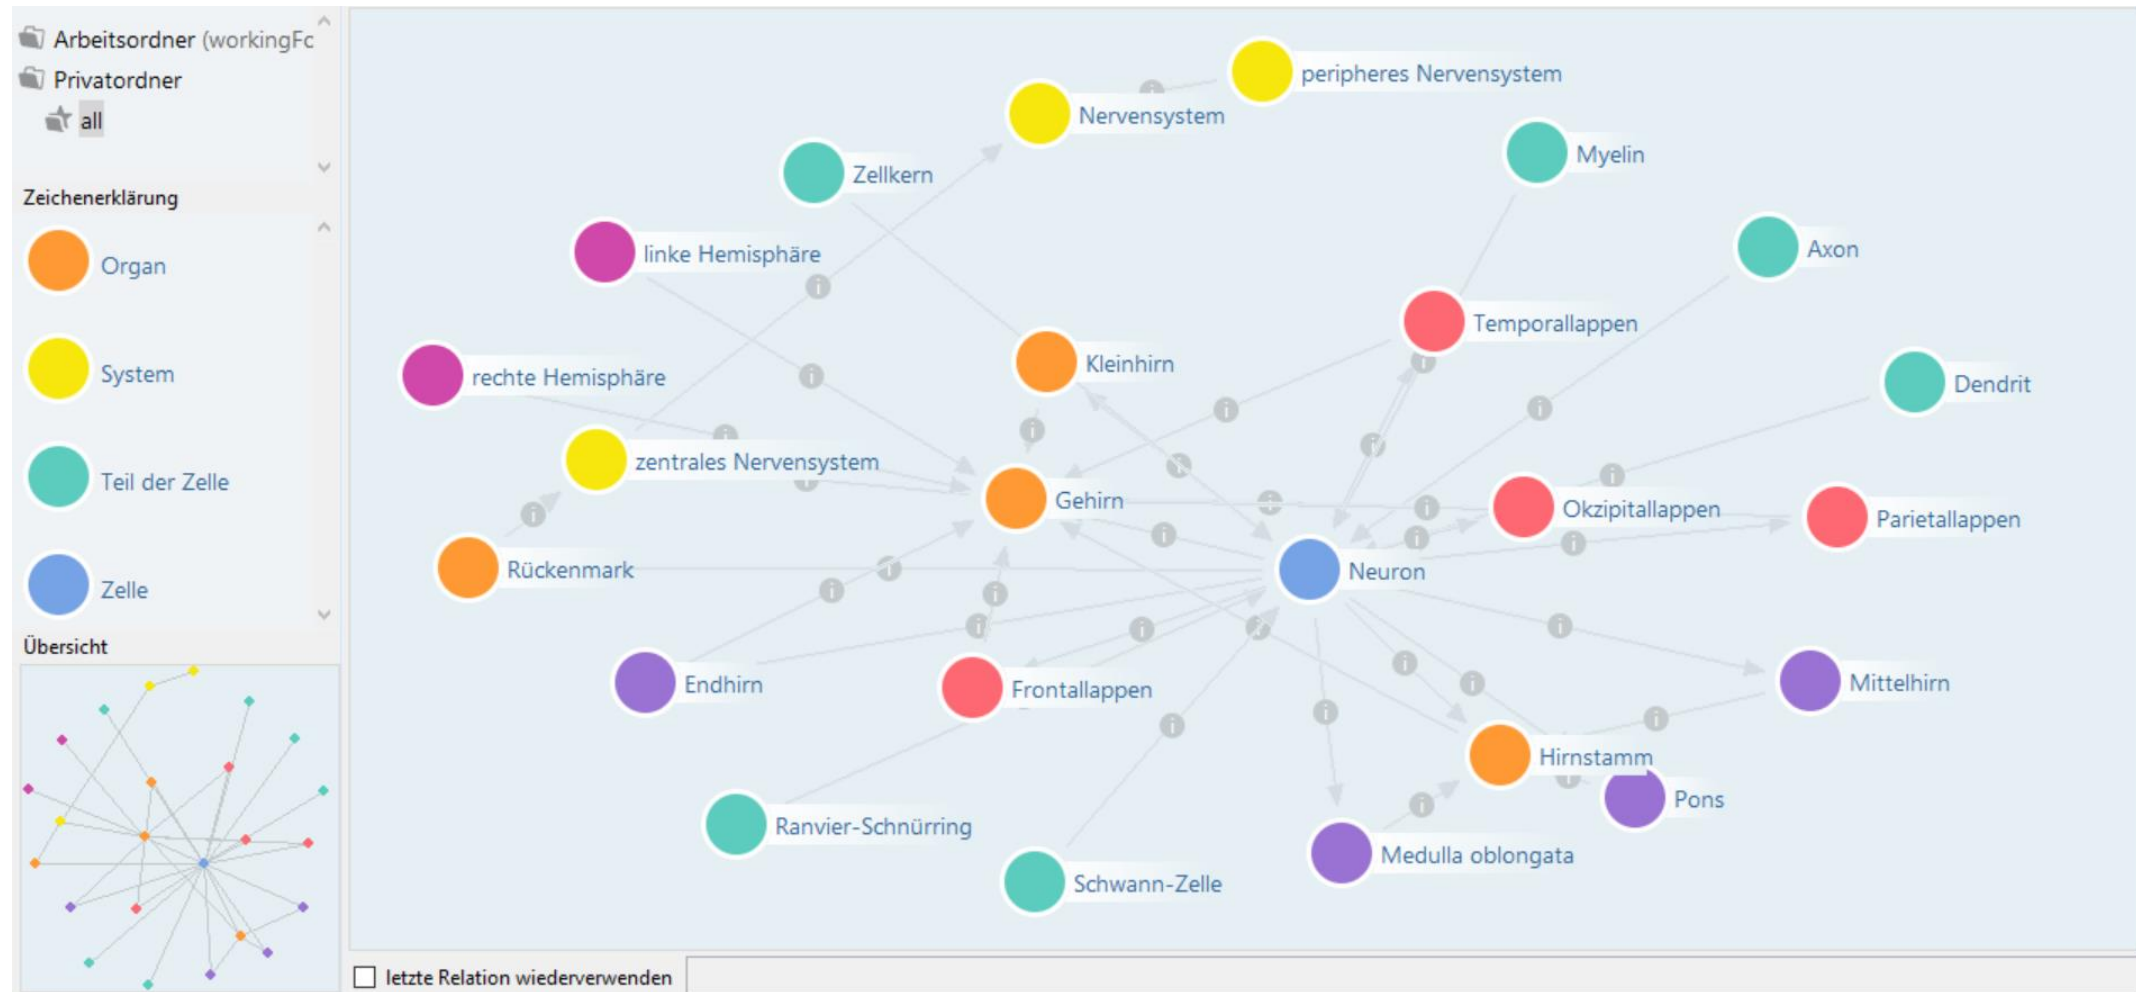 Arbeitsordner (workingFc
Privatordner
all
Zeichenerklärung
Organ
System
Teil der Zelle
Zelle
Übersicht
peripheres Nervensystem
Nervensystem
Myelin
Zellkern
linke Hemisphäre
Axon
Temporallappen
Kleinhirn
rechte Hemisphäre
Dendrit
zentrales Nervensystem
Gehirn
Okzipitallappen
Parietallappen
Rückenmark
Neuron
Endhirn
Frontallappen
Mittelhirn
Hirnstamm
Pons
Ranvier-Schnürring
Medulla oblongata
Schwann-Zelle
letzte Relation wiederverwenden